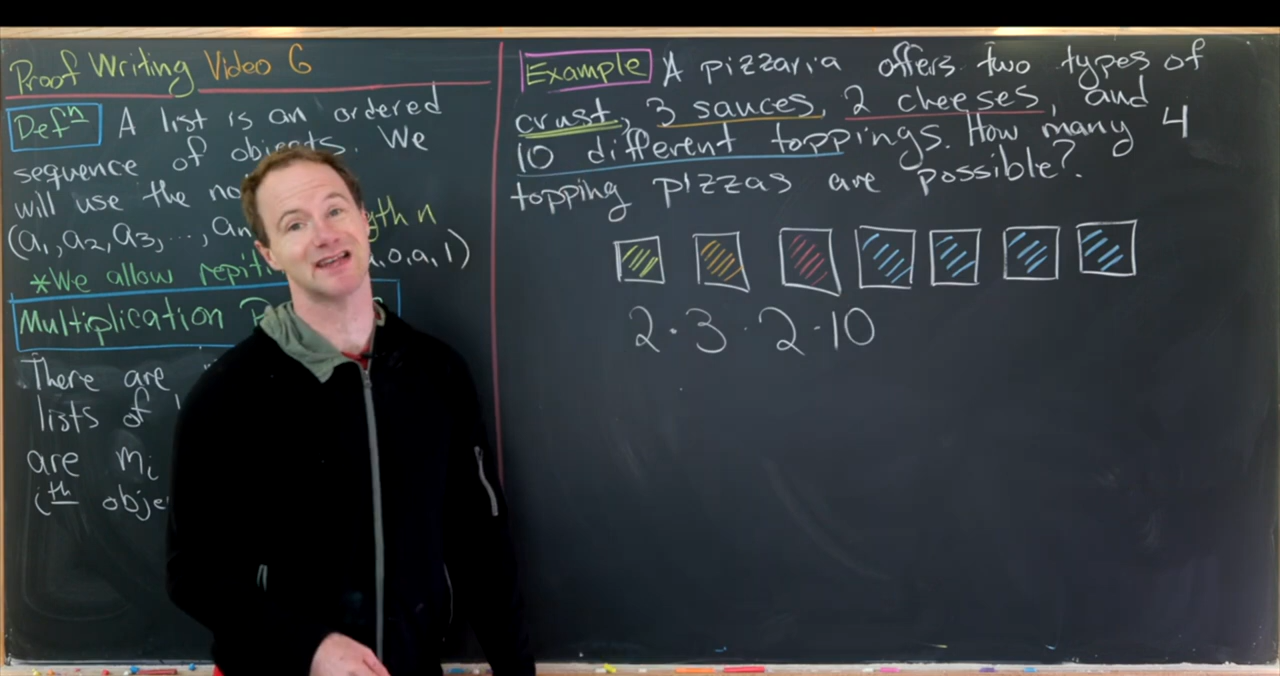 Proof Writing Video 6
Defⁿ A list is an ordered
sequence of objects. We
will use the no
(a₁, a₂, a₃, ..., an gth n
*We allow repiti ,0,a,1)
Multiplication
There are
lists of
are mᵢ
iᵗʰ obje
Example A pizzaria offers two types of
crust, 3 sauces, 2 cheeses, and
10 different toppings. How many 4
topping pizzas are possible?
2·3·2·10